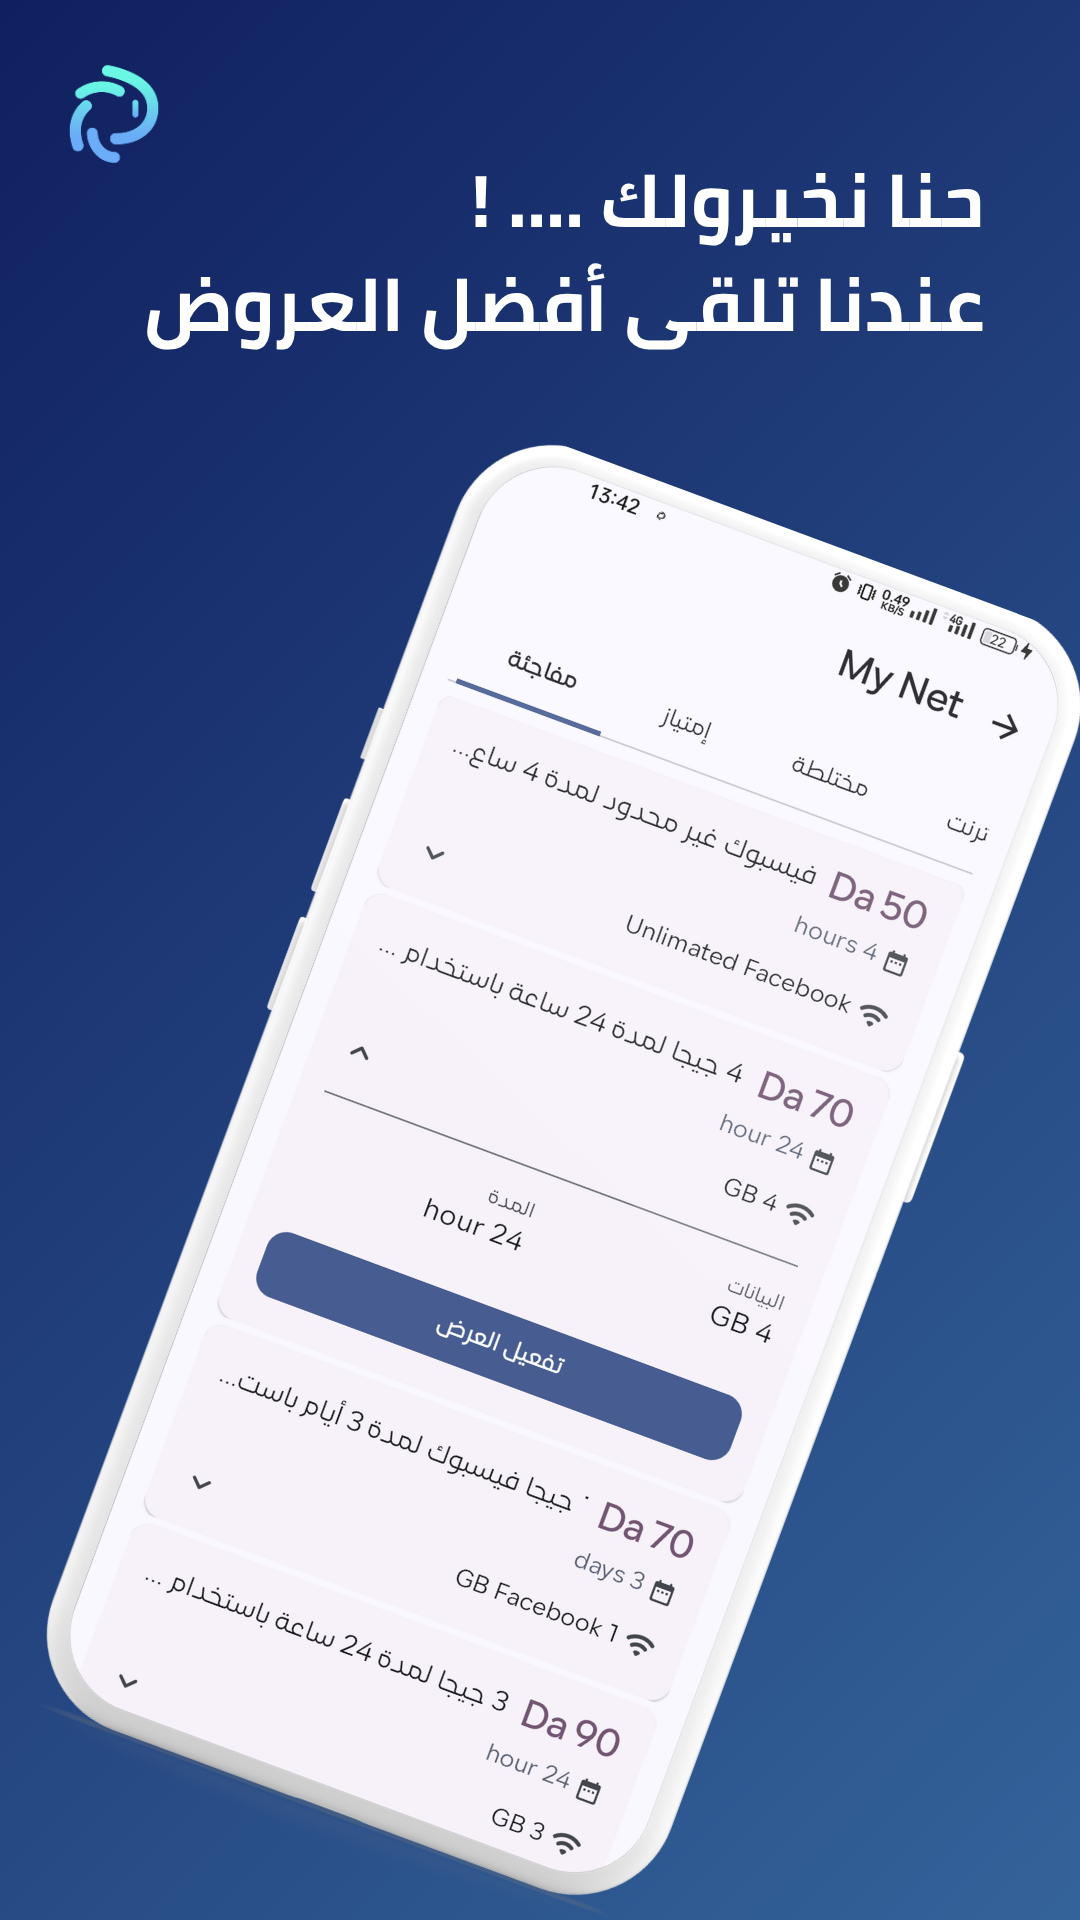 حنا نخيرولك .... !
عندنا تلقى أفضل العروض
13:42
0.49 KB/S 4G 22
My Net
مفاجئة إمتياز مختلطة نرنت
Da 50 فيسبوك غير محدود لمدة 4 ساع...
hours 4
Unlimated Facebook
Da 70 4 جيجا لمدة 24 ساعة باستخدام ...
hour 24
GB 4
البيانات المدة
GB 4 hour 24
تفعيل العرض
Da 70 جيجا فيسبوك لمدة 3 أيام باست...
days 3
GB Facebook 1
Da 90 3 جيجا لمدة 24 ساعة باستخدام ...
hour 24
GB 3